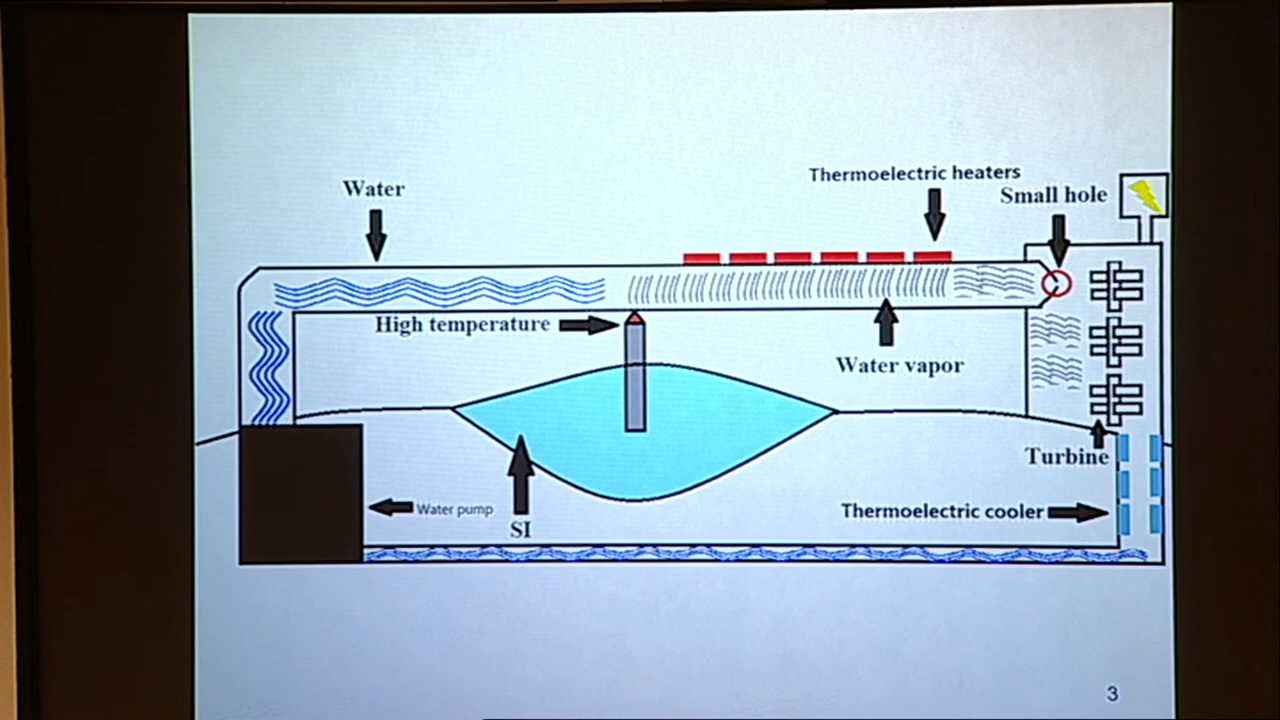 Thermoelectric heaters
Water
Small hole
High temperature
Water vapor
Turbine
Water pump
Thermoelectric cooler
SI
3